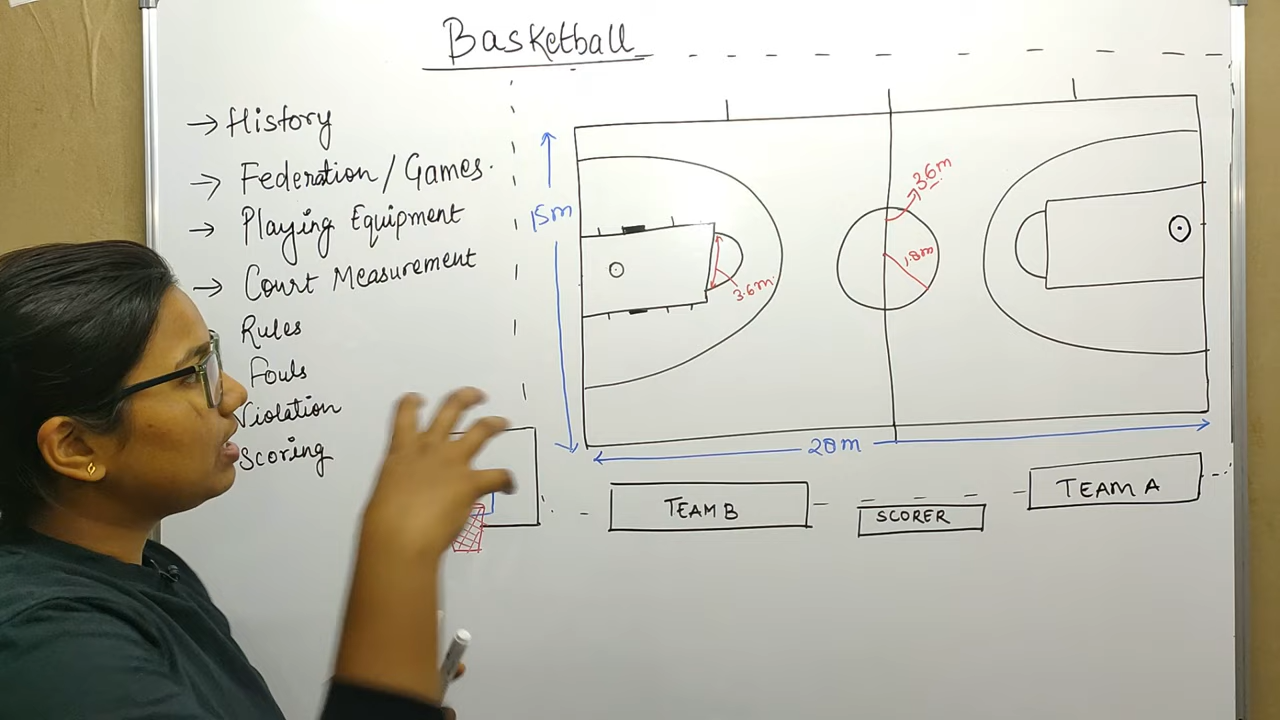 Basketball
→ History
→ Federation / Games.
→ Playing Equipment
→ Court Measurement
Rules
Fouls
Violation
Scoring
15m
3.6m
1.8m
3.6m.
28m
TEAM B
SCORER
TEAM A